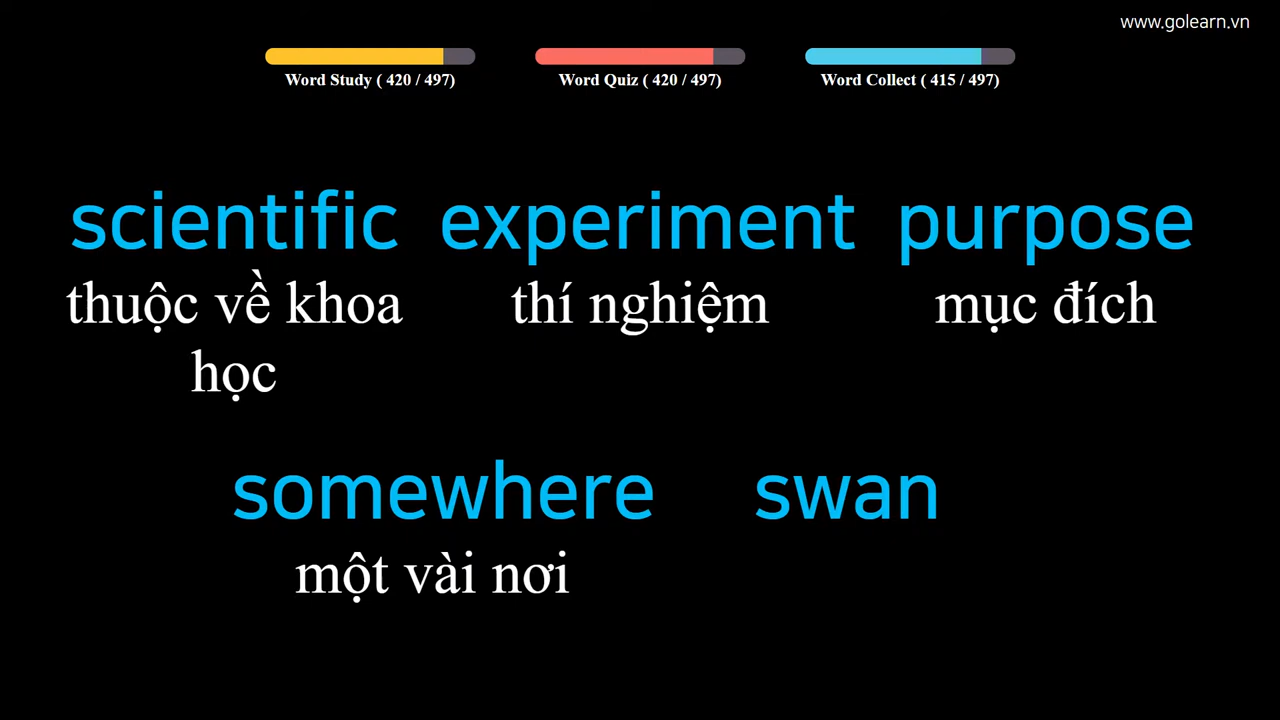 www.golearn.vn
Word Study ( 420 / 497)
Word Quiz ( 420 / 497)
Word Collect ( 415 / 497)
scientific experiment purpose
thuộc về khoa học
thí nghiệm
mục đích
somewhere swan
một vài nơi